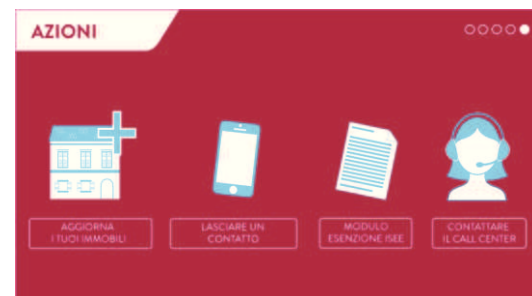 AZIONI
AGGIORNA
I TUOI IMMOBILI
LASCIARE UN
CONTATTO
MODULO
ESENZIONE ISEE
CONTATTARE
IL CALL CENTER